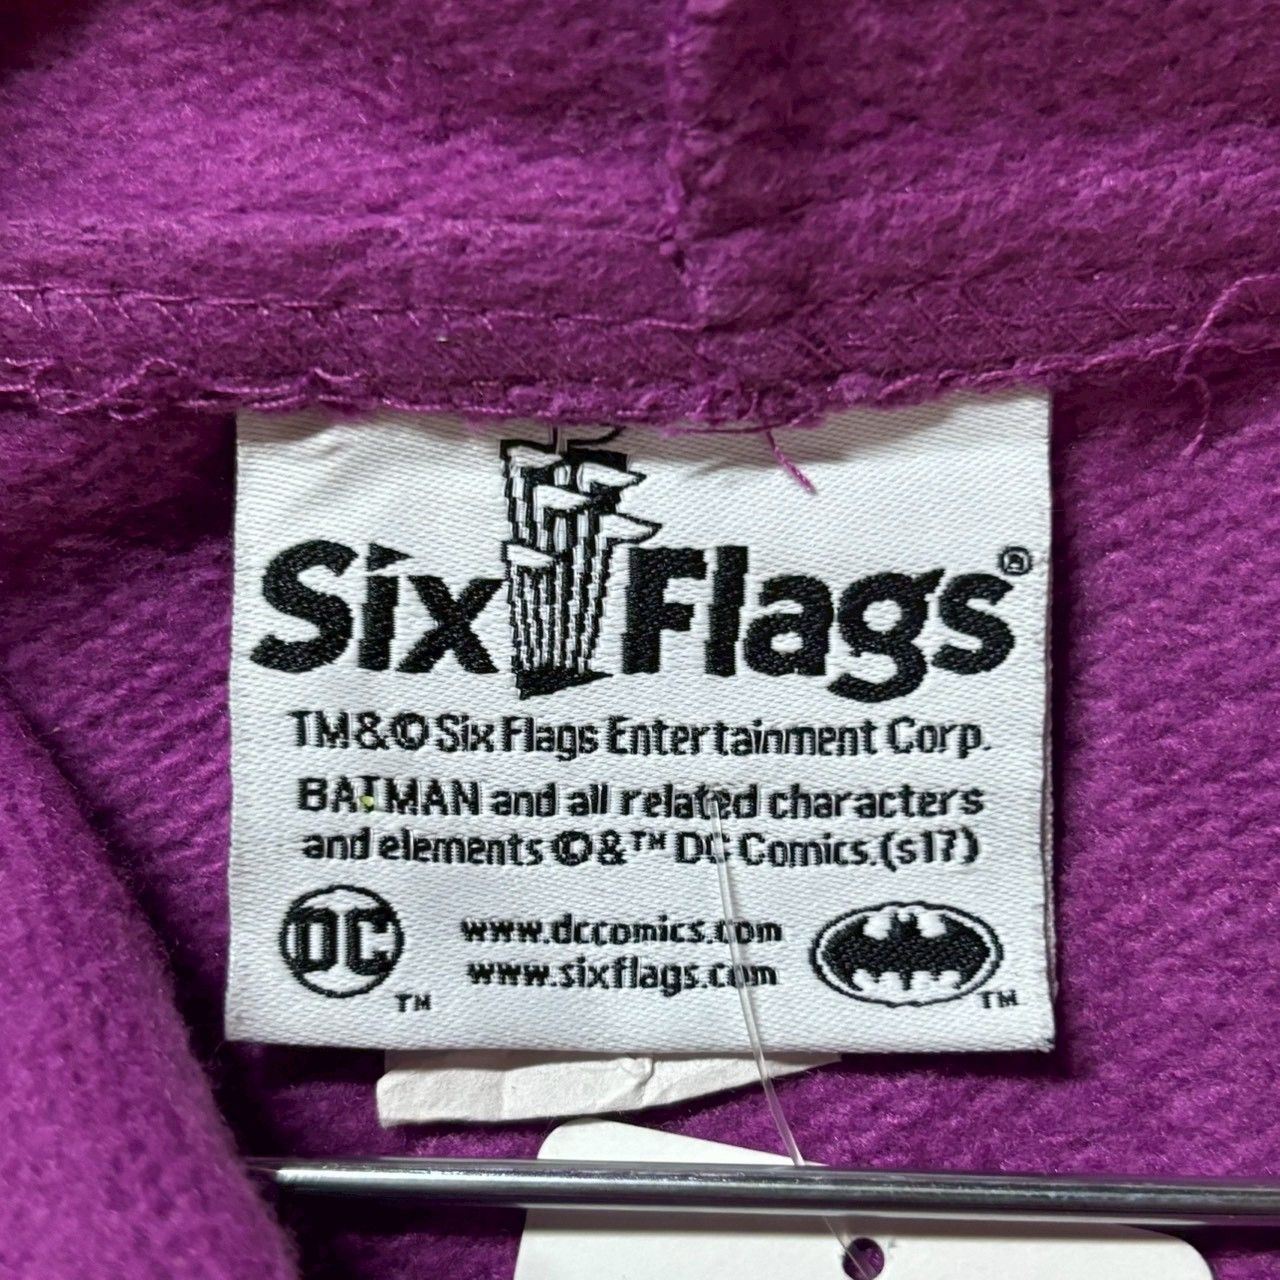 Six Flags®
TM&© Six Flags Entertainment Corp.
BATMAN and all related characters
and elements ©&™ DC Comics.(s17)
DC TM
www.dccomics.com
www.sixflags.com
TM